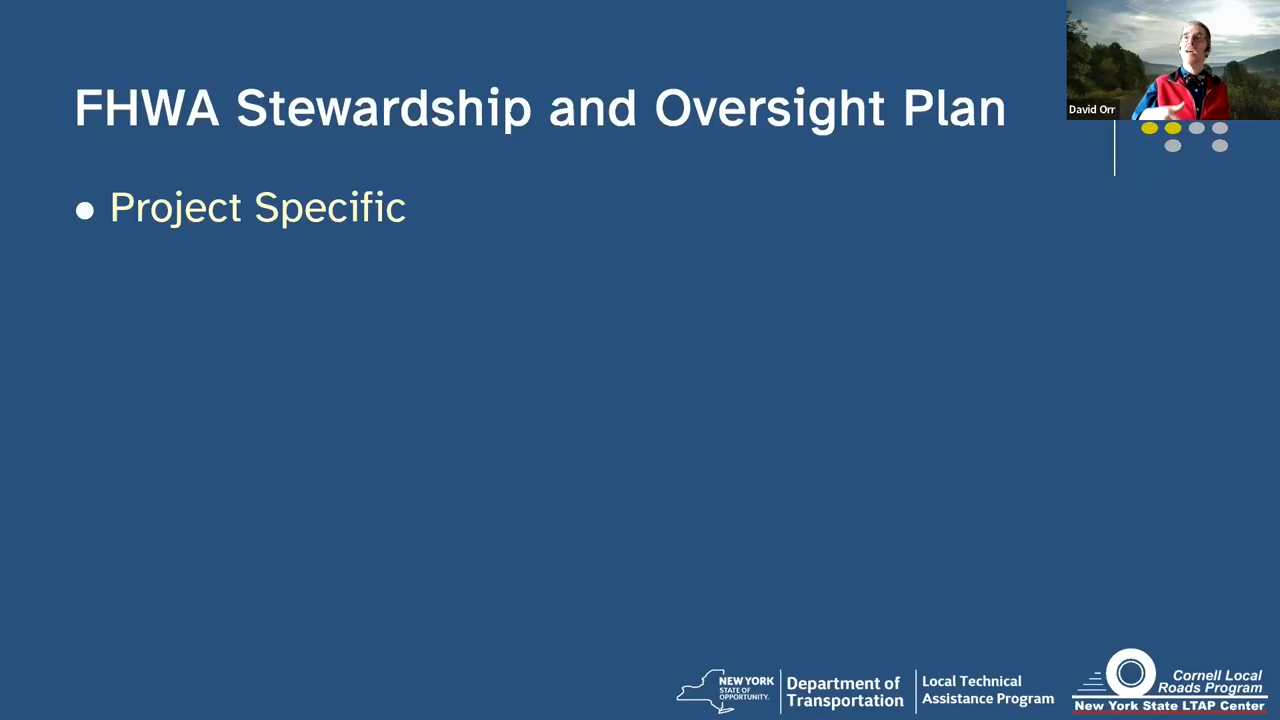 FHWA Stewardship and Oversight Plan
David Orr
● Project Specific
NEW YORK
STATE OF
OPPORTUNITY.
Department of
Transportation
Local Technical
Assistance Program
Cornell Local
Roads Program
New York State LTAP Center